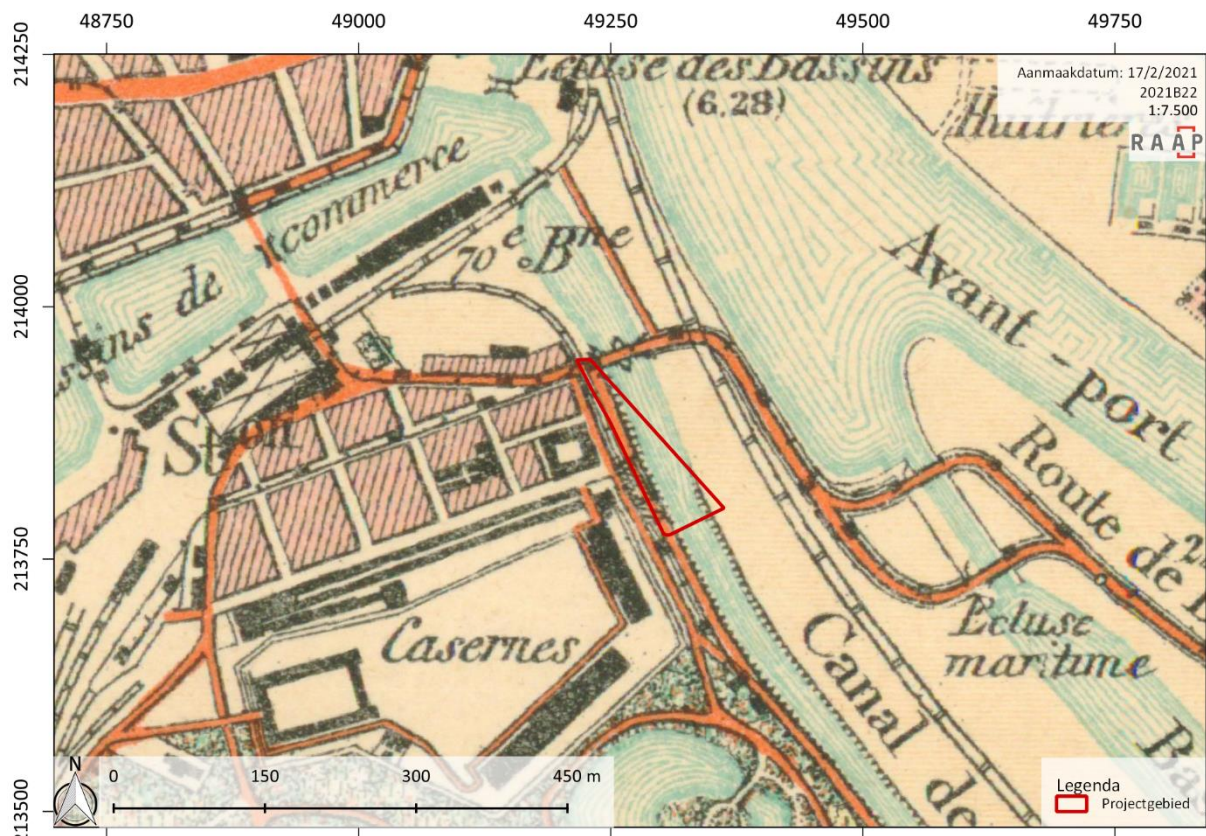 48750 49000 49250 49500 49750
214250
214000
213750
213500
Aanmaakdatum: 17/2/2021
2021B22
1:7.500
RAAP
Ecluse des Bassins
(6.28)
commerce
de
70e Bne
Avant-port
Station
Route de
Casernes
Ecluse
maritime
Canal de
N
0 150 300 450 m
Legenda
Projectgebied